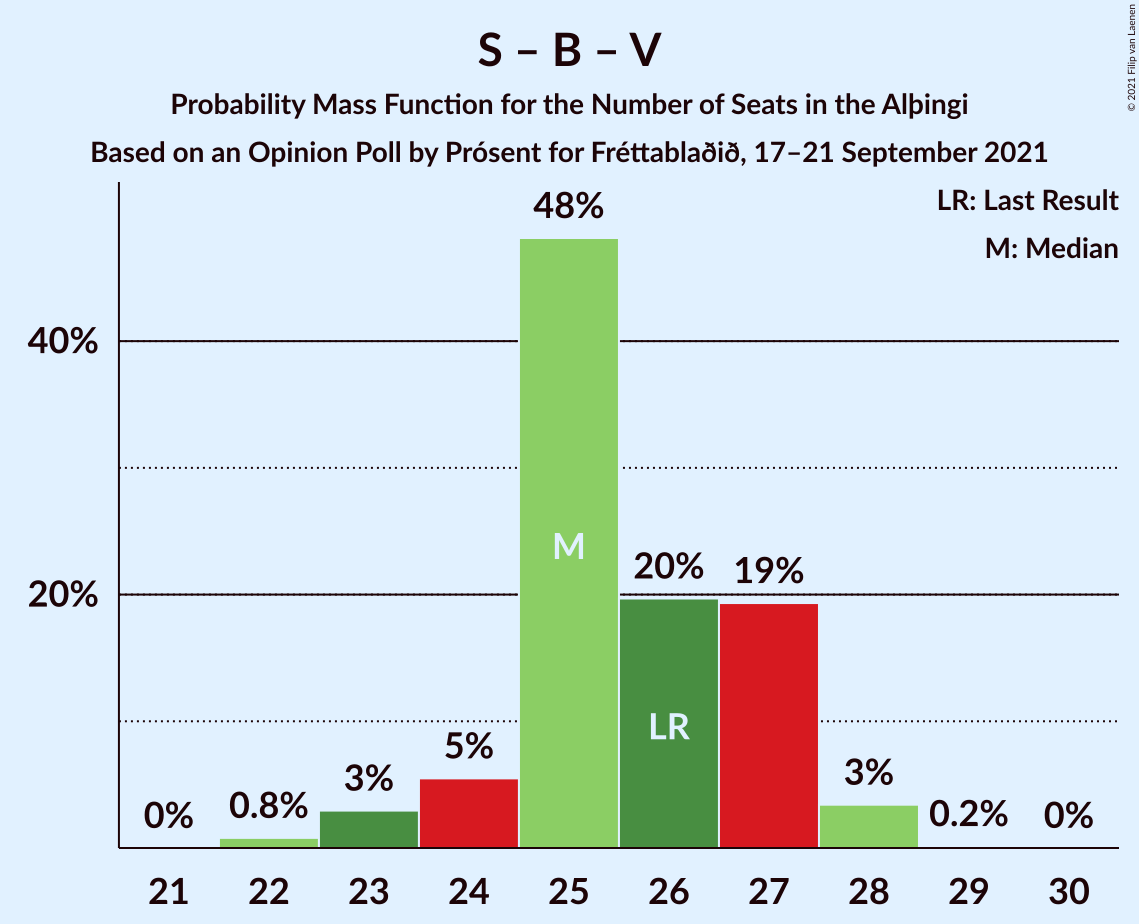 S – B – V
Probability Mass Function for the Number of Seats in the Alþingi
Based on an Opinion Poll by Prósent for Fréttablaðið, 17–21 September 2021
© 2021 Filip van Laenen
LR: Last Result
M: Median
40%
20%
0%
0.8%
3%
5%
48%
20%
19%
3%
0.2%
0%
M
LR
21 22 23 24 25 26 27 28 29 30